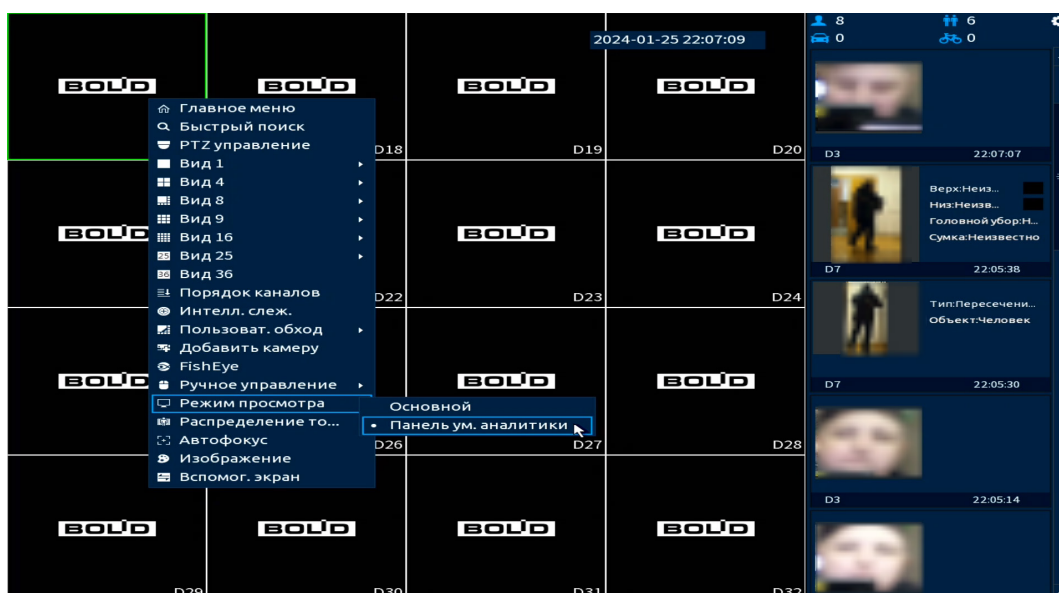 8
6
2024-01-25 22:07:09
0
0
BOLID
BOLID
BOLID
BOLID
Главное меню
Быстрый поиск
PTZ управление
D18
D19
D20
D3
22:07:07
Вид 1
Вид 4
Вид 8
Вид 9
Вид 16
25 Вид 25
36 Вид 36
BOLID
BOLID
BOLID
Верх:Неиз...
Низ:Неизв...
Головной убор:Н...
Сумка:Неизвестно
D7
22:05:38
Порядок каналов
D22
D23
D24
Интелл. слеж.
Пользоват. обход
Добавить камеру
FishEye
Ручное управление
Режим просмотра
Распределение то...
Автофокус
Изображение
Вспомог. экран
Тип:Пересечени...
Объект:Человек
BOLID
BOLID
BOLID
D7
22:05:30
Основной
Панель ум. аналитики
D26
D27
D28
D3
22:05:14
BOLID
BOLID
BOLID
BOLID
D29
D30
D31
D32